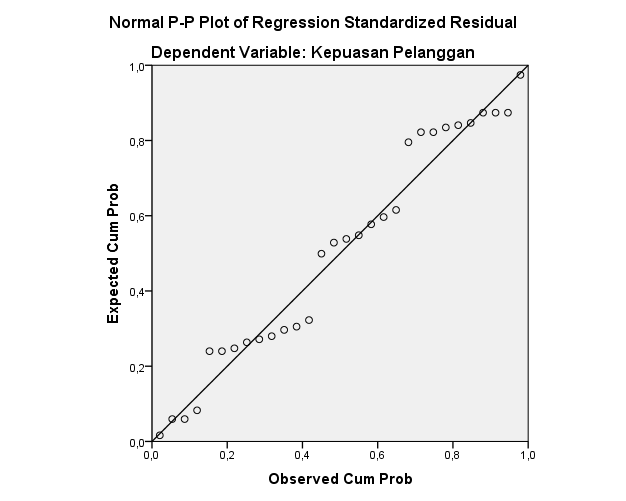 Normal P-P Plot of Regression Standardized Residual
Dependent Variable: Kepuasan Pelanggan
1,0
0,8
0,6
0,4
0,2
0,0
Expected Cum Prob
0,0 0,2 0,4 0,6 0,8 1,0
Observed Cum Prob